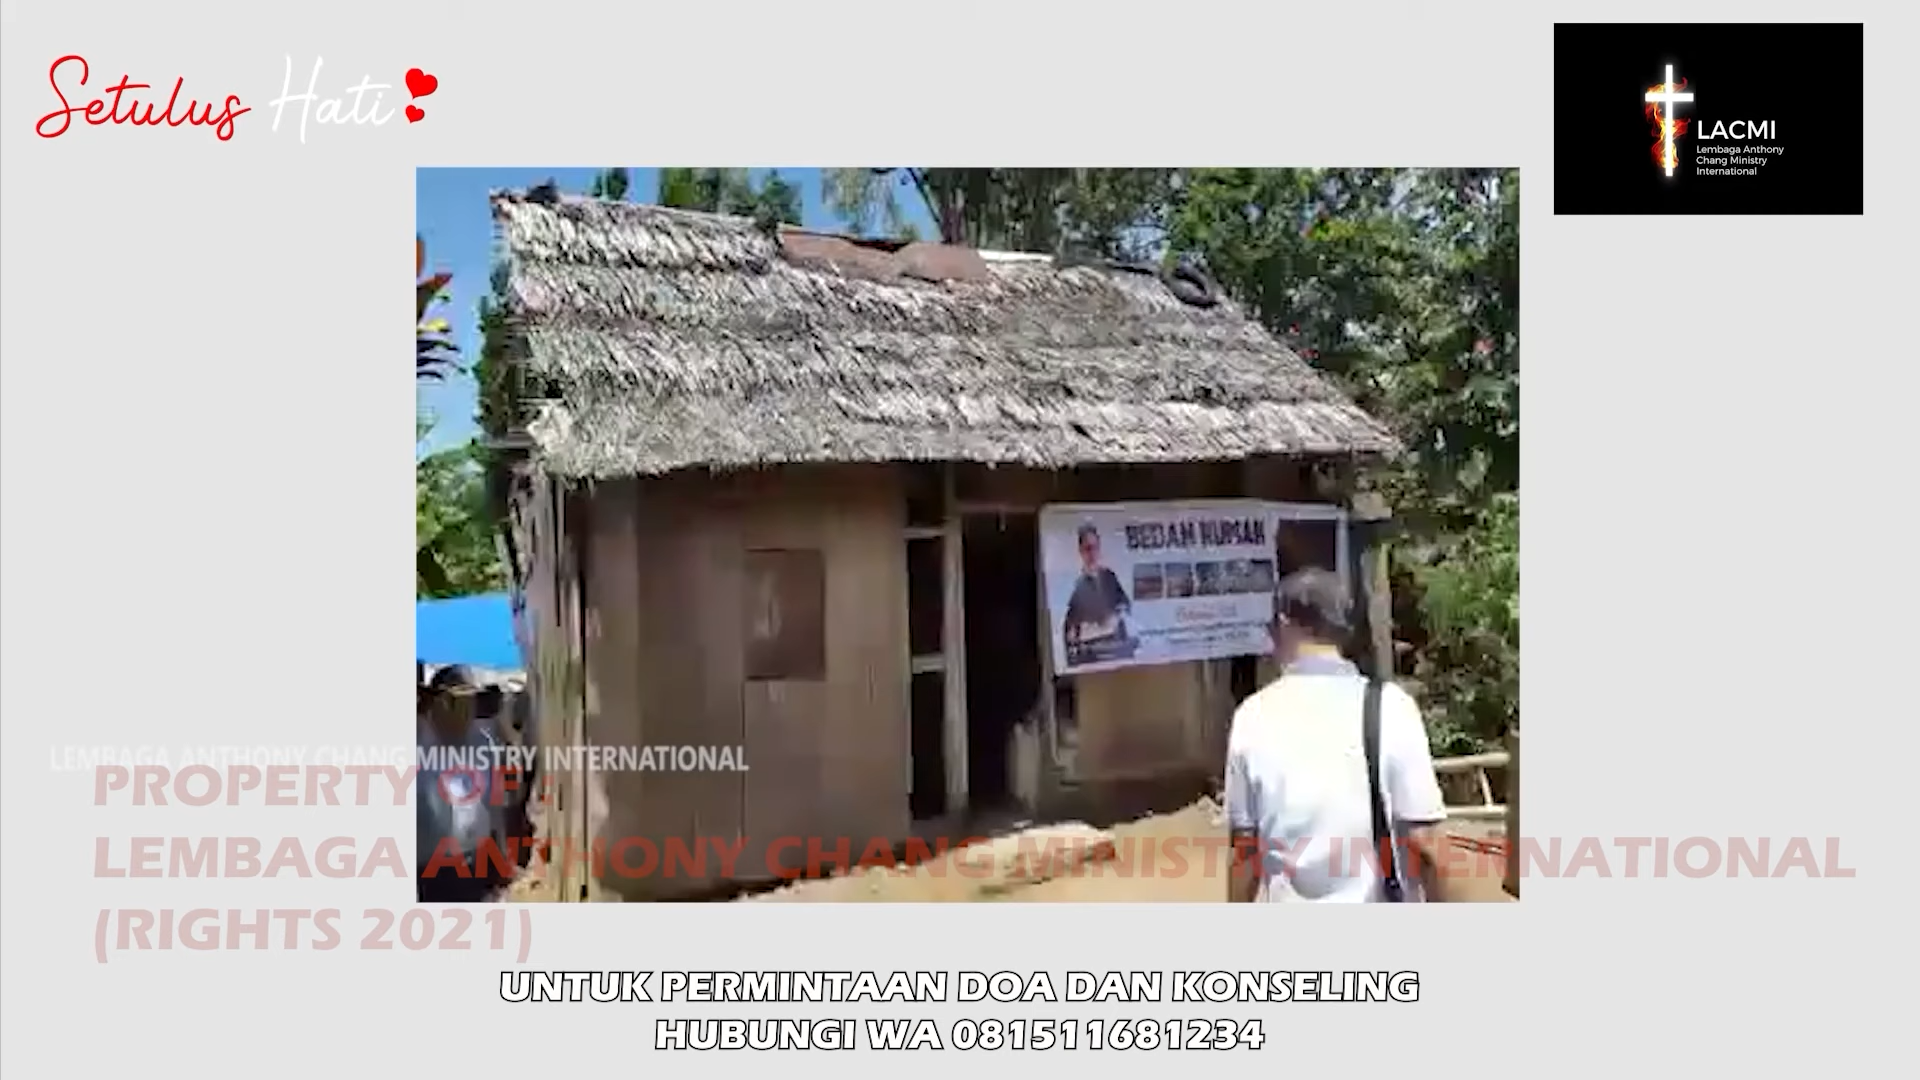 Setulus Hati
LACMI
Lembaga Anthony
Chang Ministry
International
BEDAH RUMAH
LEMBAGA ANTHONY CHANG MINISTRY INTERNATIONAL
PROPERTY OF :
LEMBAGA ANTHONY CHANG MINISTRY INTERNATIONAL
(RIGHTS 2021)
UNTUK PERMINTAAN DOA DAN KONSELING
HUBUNGI WA 081511681234